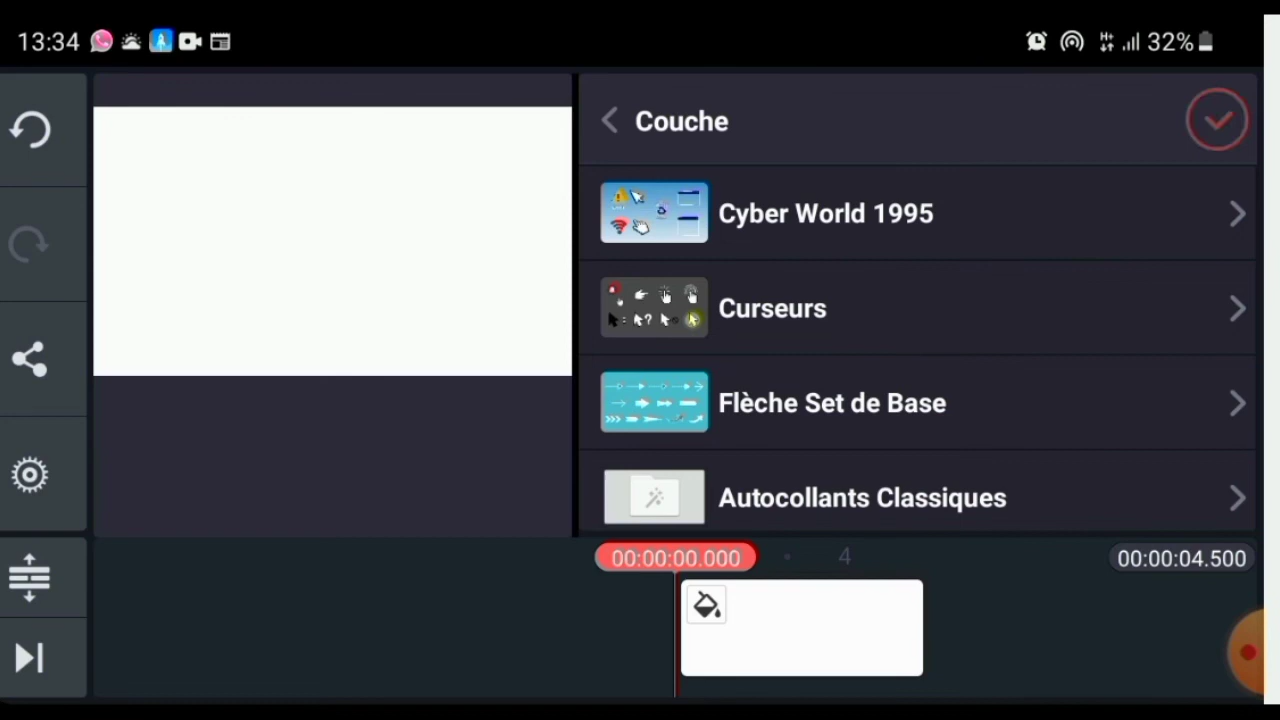 13:34
32%
Couche
Cyber World 1995
Curseurs
Flèche Set de Base
Autocollants Classiques
00:00:00.000
4
00:00:04.500